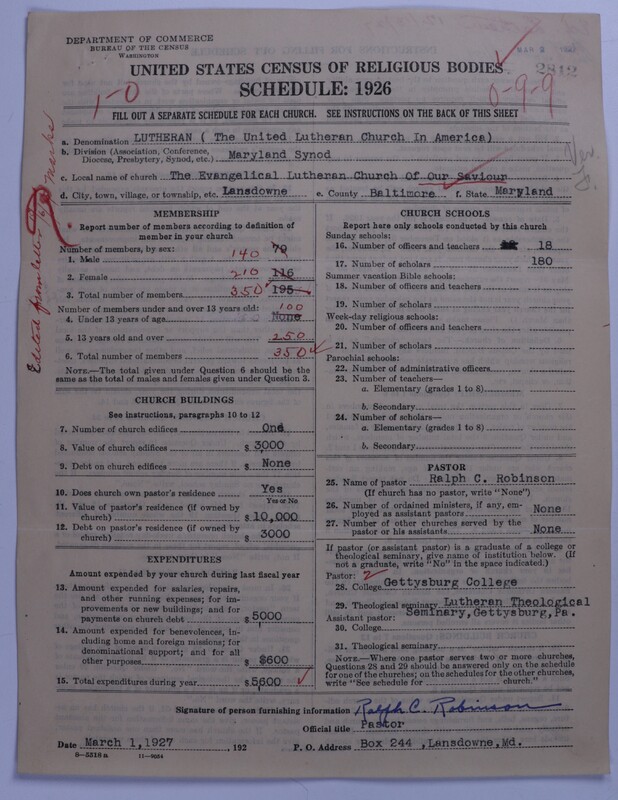 DEPARTMENT OF COMMERCE
BUREAU OF THE CENSUS
WASHINGTON
UNITED STATES CENSUS OF RELIGIOUS BODIES
2812
SCHEDULE: 1926
1-0
0-9-9
FILL OUT A SEPARATE SCHEDULE FOR EACH CHURCH. SEE INSTRUCTIONS ON THE BACK OF THIS SHEET
a. Denomination LUTHERAN ( The United Lutheran Church In America)
b. Division (Association, Conference, Diocese, Presbytery, Synod, etc.) Maryland Synod
c. Local name of church The Evangelical Lutheran Church Of Our Saviour
d. City, town, village, or township, etc. Lansdowne e. County Baltimore f. State Maryland
MEMBERSHIP
Report number of members according to definition of
member in your church
Number of members, by sex:
1. Male 140 79
2. Female 210 116
3. Total number of members 350 195
Number of members under and over 13 years old:
4. Under 13 years of age 100 None
5. 13 years old and over 250
6. Total number of members 350
NOTE.—The total given under Question 6 should be the
same as the total of males and females given under Question 3.
CHURCH BUILDINGS
See instructions, paragraphs 10 to 12
7. Number of church edifices One
8. Value of church edifices $ 3000
9. Debt on church edifices $ None
10. Does church own pastor's residence Yes
Yes or No
11. Value of pastor's residence (if owned by
church) $ 10,000
12. Debt on pastor's residence (if owned by
church) $ 3000
EXPENDITURES
Amount expended by your church during last fiscal year
13. Amount expended for salaries, repairs,
and other running expenses; for im-
provements or new buildings; and for
payments on church debt $ 5000
14. Amount expended for benevolences, in-
cluding home and foreign missions; for
denominational support; and for all
other purposes $ $600
15. Total expenditures during year $ 5600
CHURCH SCHOOLS
Report here only schools conducted by this church
Sunday schools:
16. Number of officers and teachers 18
17. Number of scholars 180
Summer vacation Bible schools:
18. Number of officers and teachers
19. Number of scholars
Week-day religious schools:
20. Number of officers and teachers
21. Number of scholars
Parochial schools:
22. Number of administrative officers
23. Number of teachers—
a. Elementary (grades 1 to 8)
b. Secondary
24. Number of scholars—
a. Elementary (grades 1 to 8)
b. Secondary
PASTOR
25. Name of pastor Ralph C. Robinson
(If church has no pastor, write "None")
26. Number of ordained ministers, if any, em-
ployed as assistant pastors None
27. Number of other churches served by the
pastor or his assistants None
If pastor (or assistant pastor) is a graduate of a college or
theological seminary, give name of institution below. (If
not a graduate, write "No" in the space indicated.)
Pastor: 2
28. College Gettysburg College
29. Theological seminary Lutheran Theological
Assistant pastor: Seminary, Gettysburg, Pa.
30. College
31. Theological seminary
NOTE.—Where one pastor serves two or more churches,
Questions 28 and 29 should be answered only on the schedule
for one of the churches; on the schedules for the other churches,
write "See schedule for church."
Signature of person furnishing information Ralph C. Robinson
Official title Pastor
Date March 1, 1927 , 192 P. O. Address Box 244 , Lansdowne, Md.
8—5318 a 11—9054